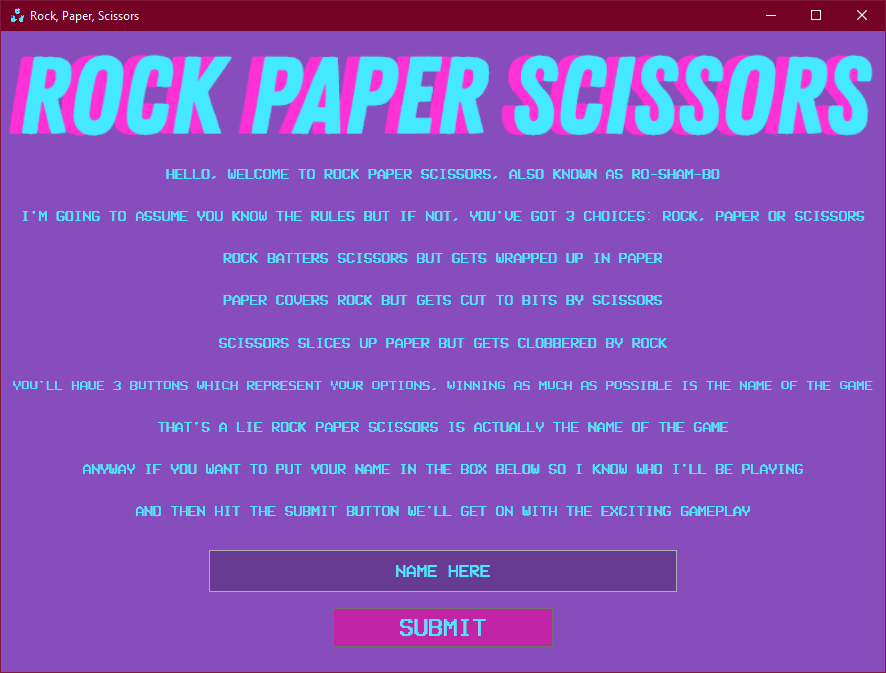 Rock, Paper, Scissors
ROCK PAPER SCISSORS
HELLO, WELCOME TO ROCK PAPER SCISSORS, ALSO KNOWN AS RO-SHAM-BO
I'M GOING TO ASSUME YOU KNOW THE RULES BUT IF NOT, YOU'VE GOT 3 CHOICES: ROCK, PAPER OR SCISSORS
ROCK BATTERS SCISSORS BUT GETS WRAPPED UP IN PAPER
PAPER COVERS ROCK BUT GETS CUT TO BITS BY SCISSORS
SCISSORS SLICES UP PAPER BUT GETS CLOBBERED BY ROCK
YOU'LL HAVE 3 BUTTONS WHICH REPRESENT YOUR OPTIONS, WINNING AS MUCH AS POSSIBLE IS THE NAME OF THE GAME
THAT'S A LIE ROCK PAPER SCISSORS IS ACTUALLY THE NAME OF THE GAME
ANYWAY IF YOU WANT TO PUT YOUR NAME IN THE BOX BELOW SO I KNOW WHO I'LL BE PLAYING
AND THEN HIT THE SUBMIT BUTTON WE'LL GET ON WITH THE EXCITING GAMEPLAY
NAME HERE
SUBMIT